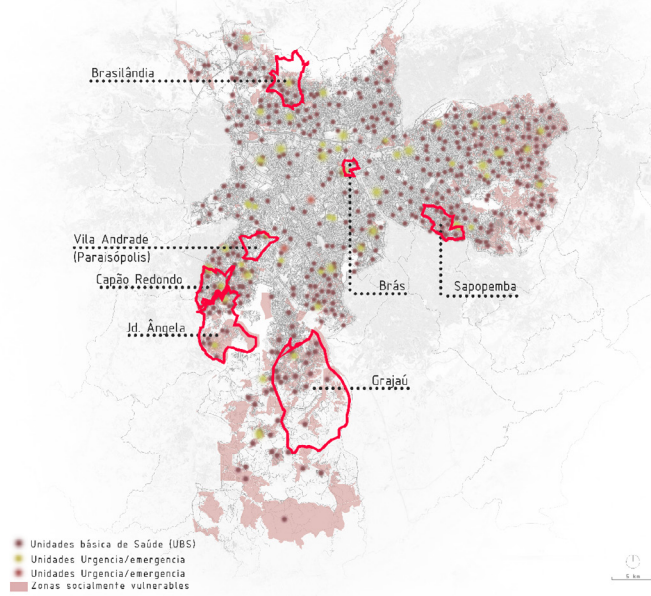 Brasilândia
Vila Andrade
(Paraisópolis)
Capão Redondo
Brás
Sapopemba
Jd. Ângela
Grajaú
Unidades básica de Saúde (UBS)
Unidades Urgencia/emergencia
Unidades Urgencia/emergencia
Zonas socialmente vulnerables
5 km